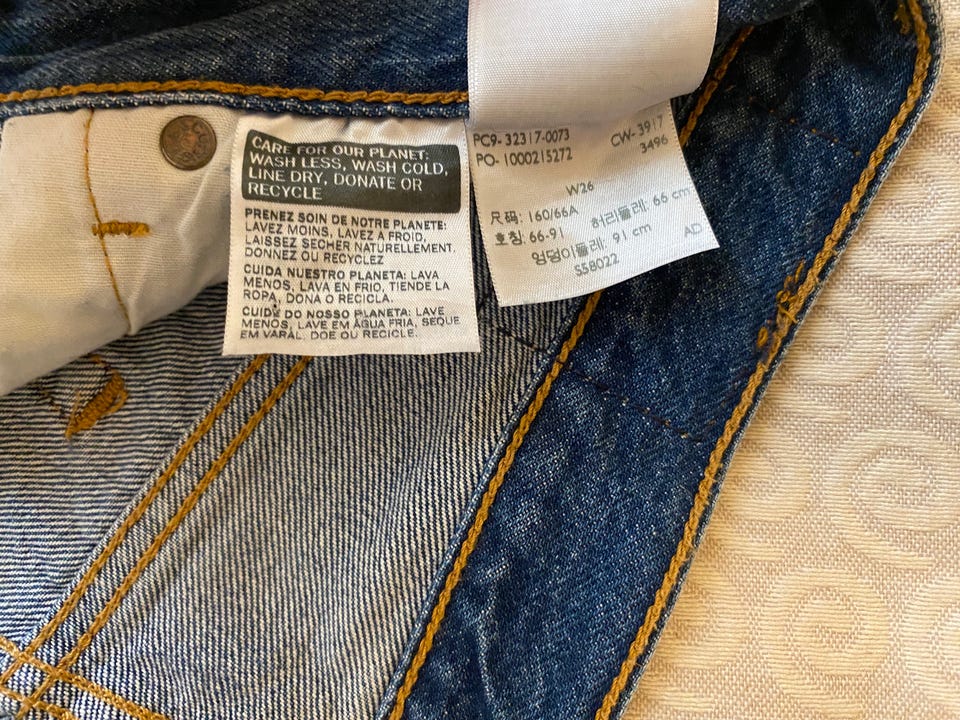 CARE FOR OUR PLANET:
WASH LESS, WASH COLD,
LINE DRY, DONATE OR
RECYCLE
PRENEZ SOIN DE NOTRE PLANETE:
LAVEZ MOINS, LAVEZ A FROID,
LAISSEZ SECHER NATURELLEMENT.
DONNEZ OU RECYCLEZ
CUIDA NUESTRO PLANETA: LAVA
MENOS, LAVA EN FRIO, TIENDE LA
ROPA, DONA O RECICLA.
CUIDE DO NOSSO PLANETA: LAVE
MENOS, LAVE EM ÁGUA FRIA, SEQUE
EM VARAL, DOE OU RECICLE.
PC9- 32317-0073 CW- 3917
PO- 1000215272 3496
W26
尺码: 160/66A 허리둘레: 66 cm
호칭: 66-91
엉덩이둘레: 91 cm AD
S58022